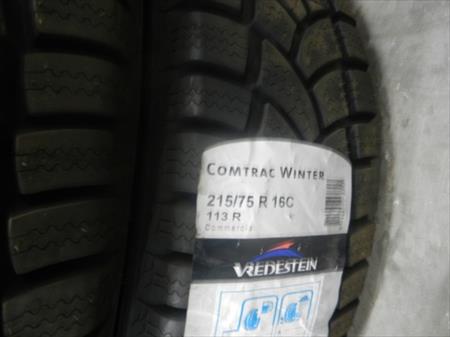 COMTRAC WINTER
215/75 R 16C
113 R
Commercial
VREDESTEIN